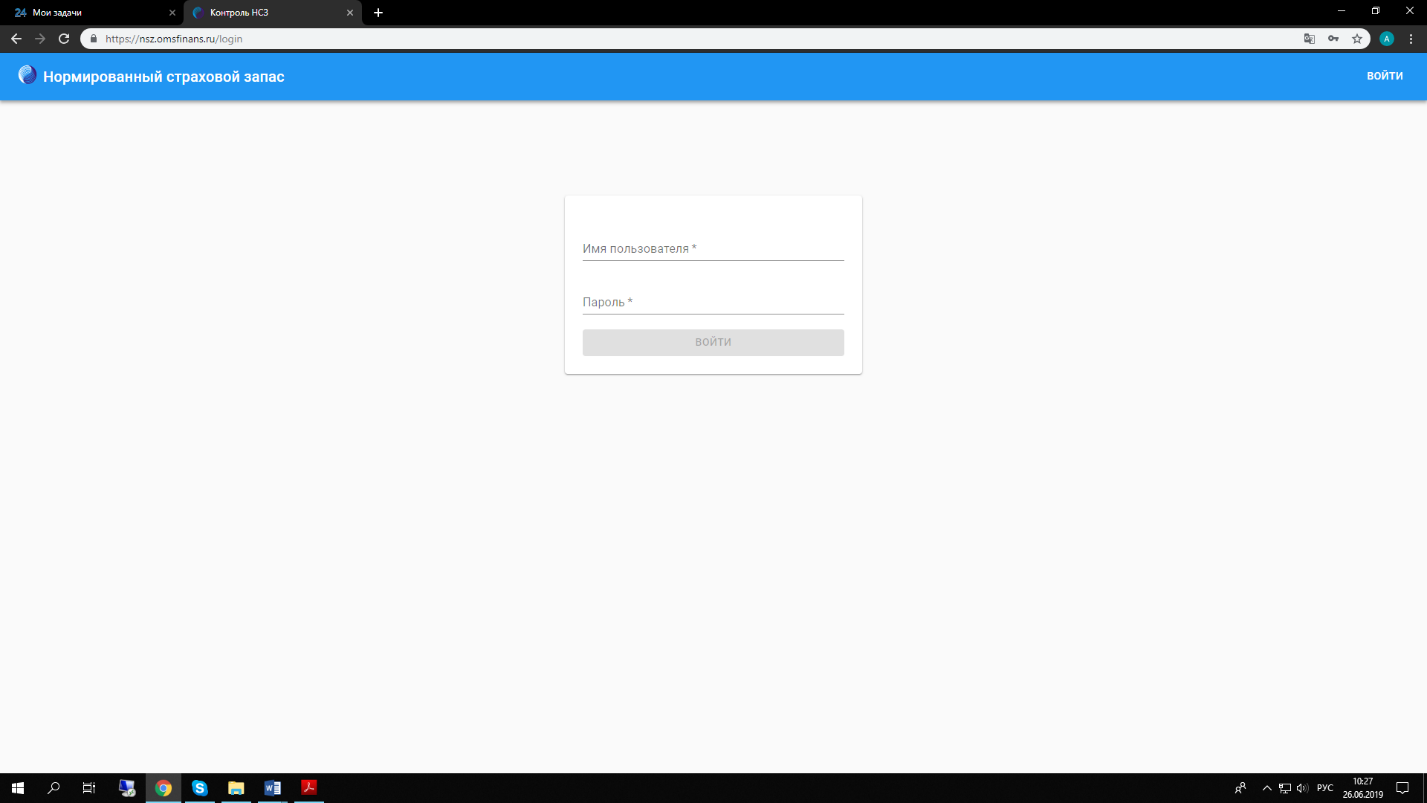 24 Мои задачи
Контроль НСЗ
https://nsz.omsfinans.ru/login
A
Нормированный страховой запас
ВОЙТИ
Имя пользователя *
Пароль *
ВОЙТИ
РУС
10:27
26.06.2019